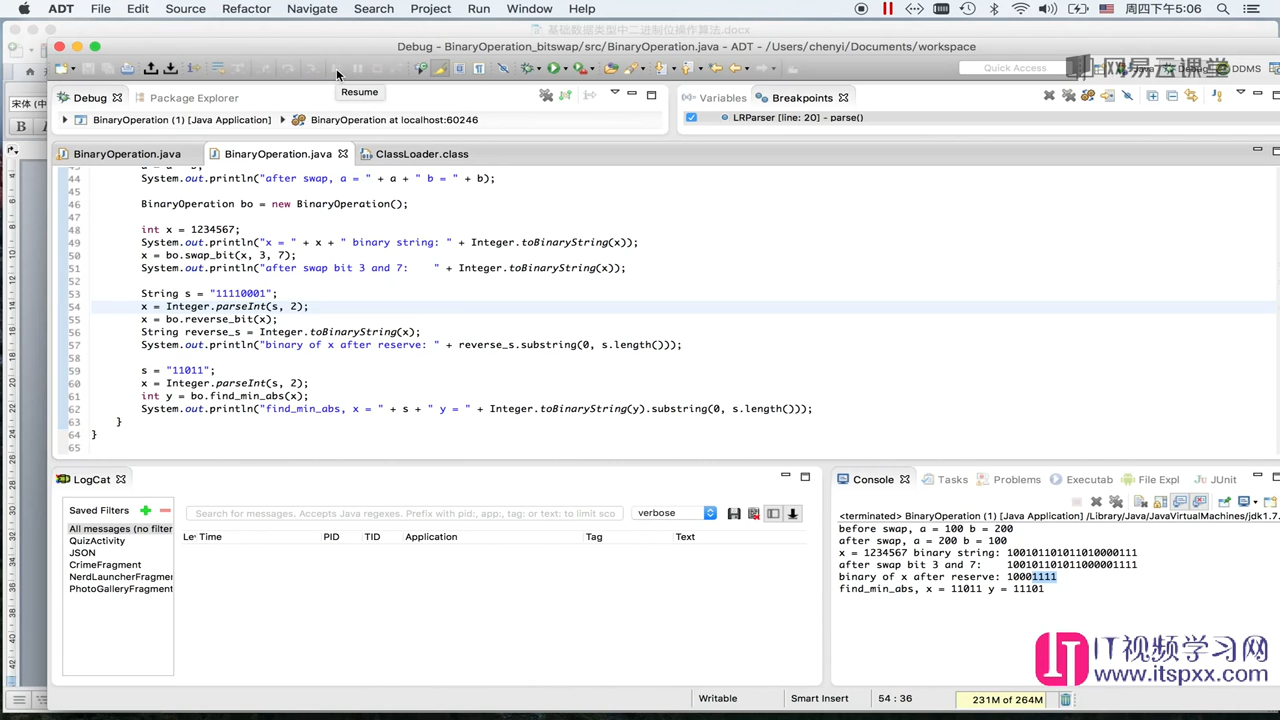 ADT File Edit Source Refactor Navigate Search Project Run Window Help 周四下午5:06
基础数据类型中二进制位操作算法.docx
Debug - BinaryOperation_bitswap/src/BinaryOperation.java - ADT - /Users/chenyi/Documents/workspace
Quick Access
网易云课堂
DDMS
Resume
宋体 (
B
Debug Package Explorer
Variables Breakpoints
BinaryOperation (1) [Java Application] BinaryOperation at localhost:60246
LRParser [line: 20] - parse()
BinaryOperation.java BinaryOperation.java ClassLoader.class
44 System.out.println("after swap, a = " + a + " b = " + b);
45
46 BinaryOperation bo = new BinaryOperation();
47
48 int x = 1234567;
49 System.out.println("x = " + x + " binary string: " + Integer.toBinaryString(x));
50 x = bo.swap_bit(x, 3, 7);
51 System.out.println("after swap bit 3 and 7:    " + Integer.toBinaryString(x));
52
53 String s = "11110001";
54 x = Integer.parseInt(s, 2);
55 x = bo.reverse_bit(x);
56 String reverse_s = Integer.toBinaryString(x);
57 System.out.println("binary of x after reserve: " + reverse_s.substring(0, s.length()));
58
59 s = "11011";
60 x = Integer.parseInt(s, 2);
61 int y = bo.find_min_abs(x);
62 System.out.println("find_min_abs, x = " + s + " y = " + Integer.toBinaryString(y).substring(0, s.length()));
63 }
64 }
65
LogCat
Saved Filters
Search for messages. Accepts Java regexes. Prefix with pid:, app:, tag: or text: to limit sco
verbose
All messages (no filter
QuizActivity
JSON
CrimeFragment
NerdLauncherFragmen
PhotoGalleryFragment
Time PID TID Application Tag Text
Console Tasks Problems Executab File Expl JUnit
<terminated> BinaryOperation (1) [Java Application] /Library/Java/JavaVirtualMachines/jdk1.7.
before swap, a = 100 b = 200
after swap, a = 200 b = 100
x = 1234567 binary string: 100101101011010000111
after swap bit 3 and 7:    100101101011000001111
binary of x after reserve: 10001111
find_min_abs, x = 11011 y = 11101
IT视频学习网
www.itspxx.com
Writable Smart Insert 54 : 36 231M of 264M